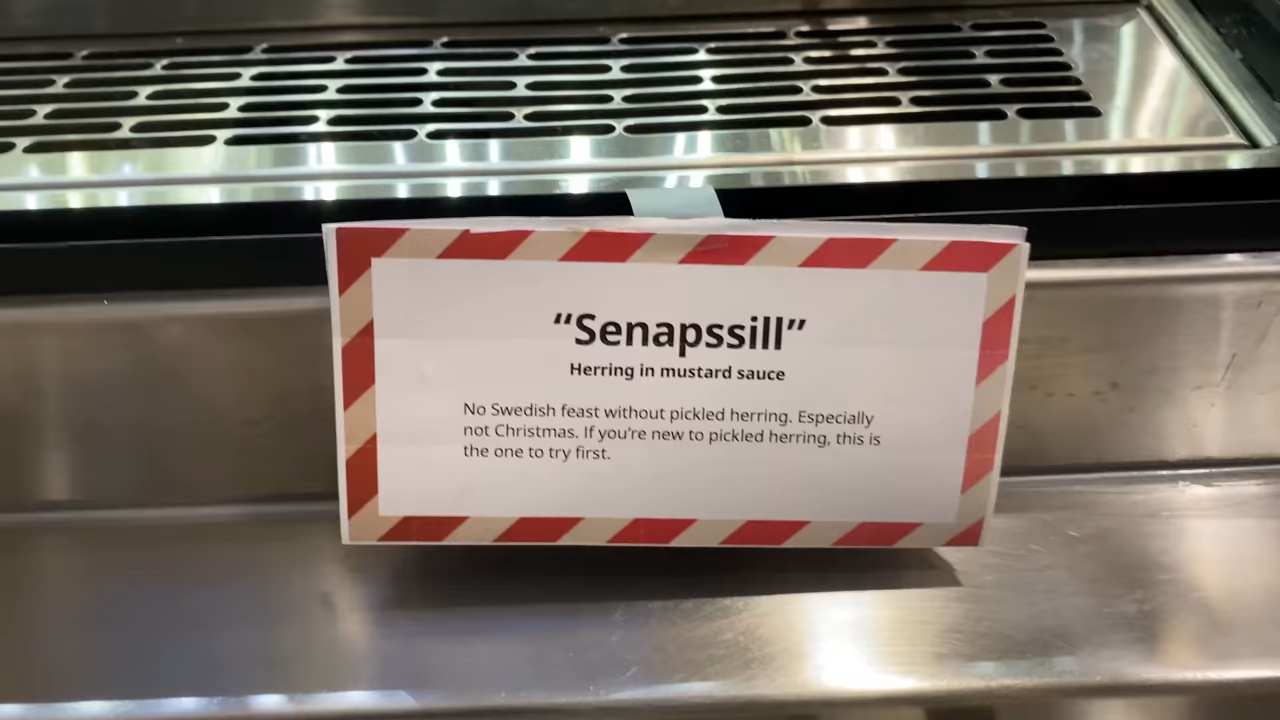 “Senapssill”
Herring in mustard sauce
No Swedish feast without pickled herring. Especially
not Christmas. If you're new to pickled herring, this is
the one to try first.